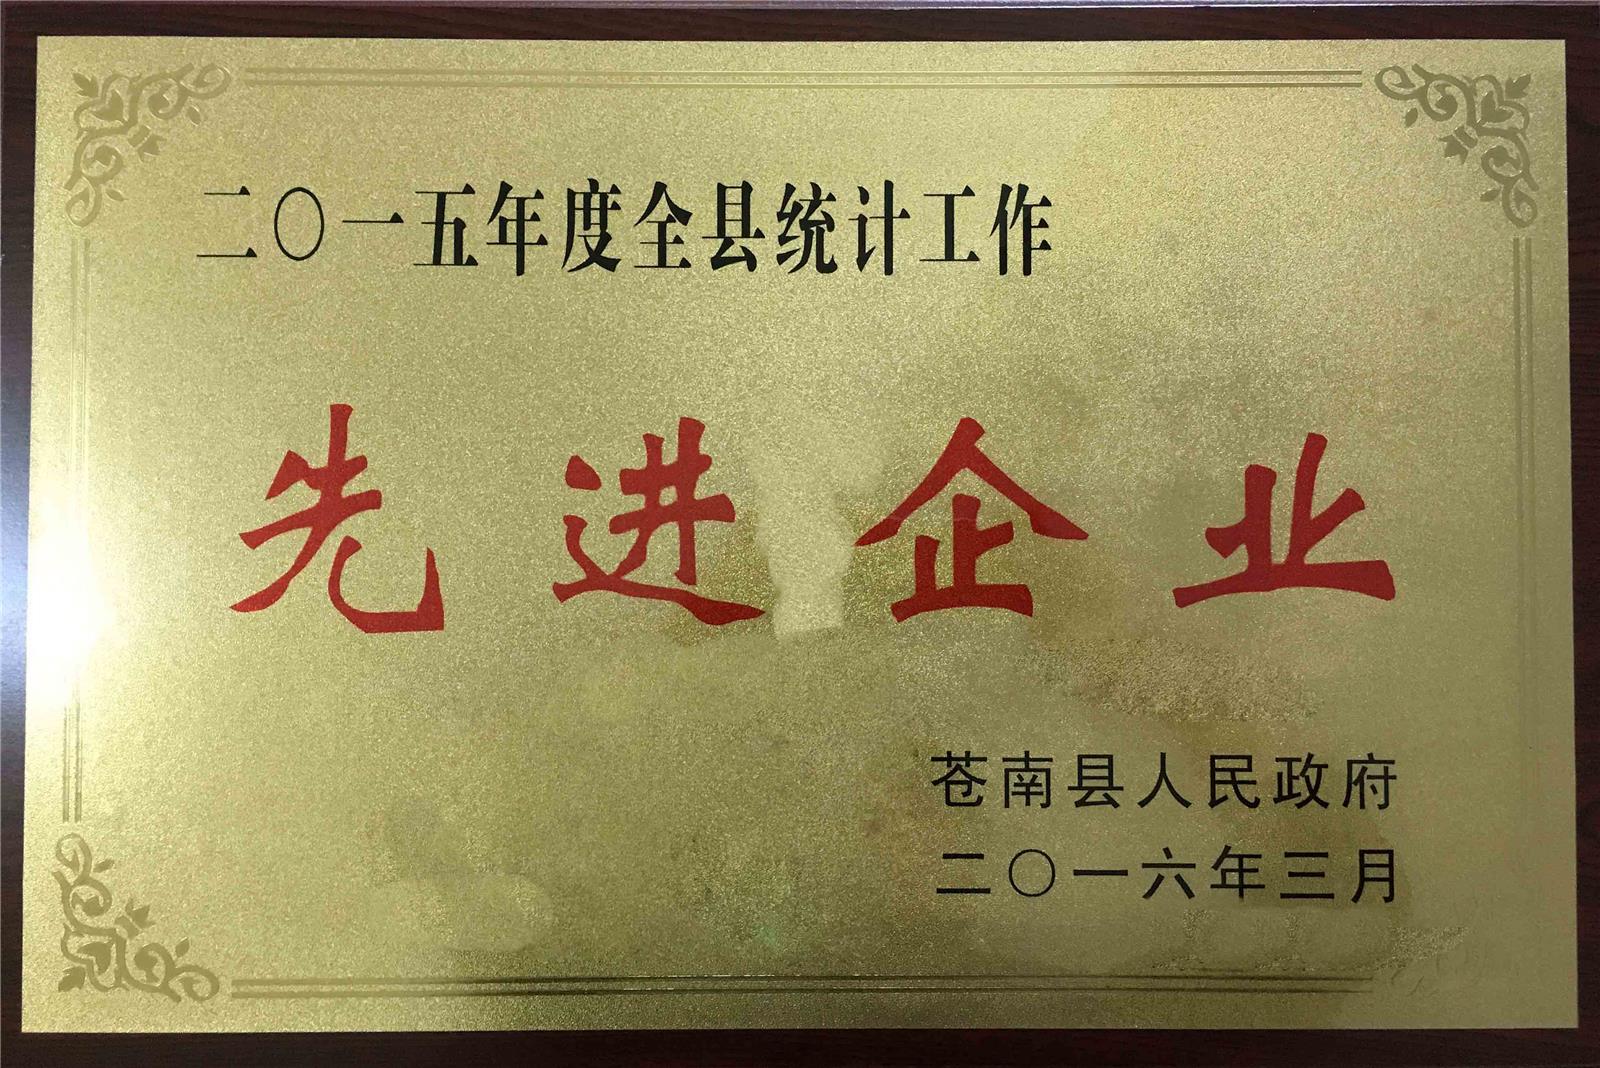 二〇一五年度全县统计工作
先进企业
苍南县人民政府
二〇一六年三月